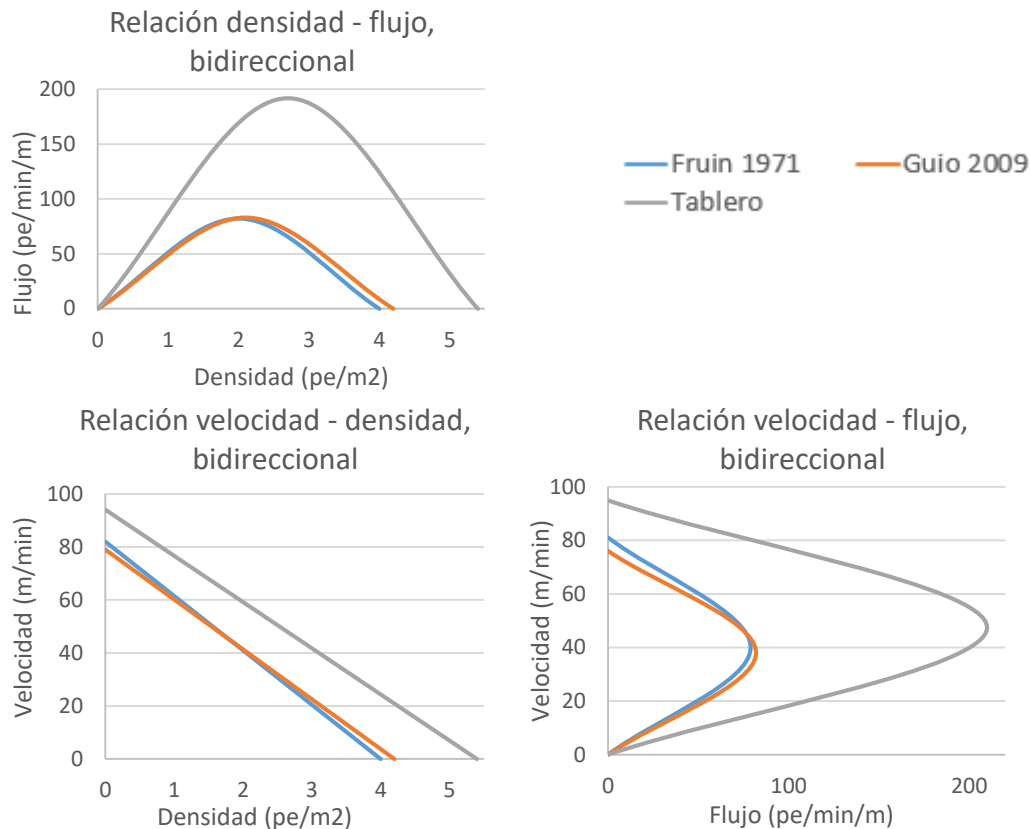 Relación densidad - flujo,
bidireccional
200
150
100
50
0
Flujo (pe/min/m)
0 1 2 3 4 5
Densidad (pe/m2)
Fruin 1971 Guio 2009
Tablero
Relación velocidad - densidad,
bidireccional
100
80
60
40
20
0
Velocidad (m/min)
0 1 2 3 4 5
Densidad (pe/m2)
Relación velocidad - flujo,
bidireccional
100
80
60
40
20
0
Velocidad (m/min)
0 100 200
Flujo (pe/min/m)